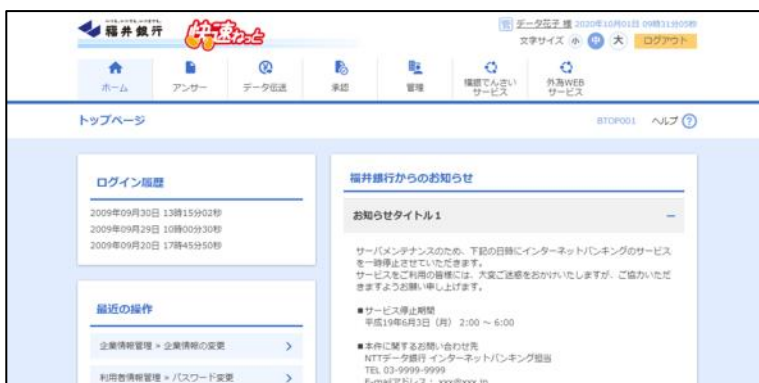 福井銀行
快速ねっと
管 データ花子 様 2020年10月01日 09時31分05秒
文字サイズ 小 中 大 ログアウト
ホーム アンサー データ伝送 承認 管理 でんさい 外為WEB
サービス サービス
トップページ BTOP001 ヘルプ ?
ログイン履歴
2009年09月30日 13時15分02秒
2009年09月29日 10時00分30秒
2009年09月20日 17時45分50秒
最近の操作
企業情報管理 » 企業情報の変更
利用者情報管理 » パスワード変更
福井銀行からのお知らせ
お知らせタイトル1
サーバメンテナンスのため、下記の日時にインターネットバンキングのサービス
を一時停止させていただきます。
サービスをご利用の皆様には、大変ご迷惑をおかけいたしますが、ご協力いただ
きますようお願い申し上げます。
■サービス停止期間
平成19年6月3日(月) 2:00 ~ 6:00
■本件に関するお問い合わせ先
NTTデータ銀行 インターネットバンキング担当
TEL 03-9999-9999
E-mailアドレス : xxx@xxx.jp